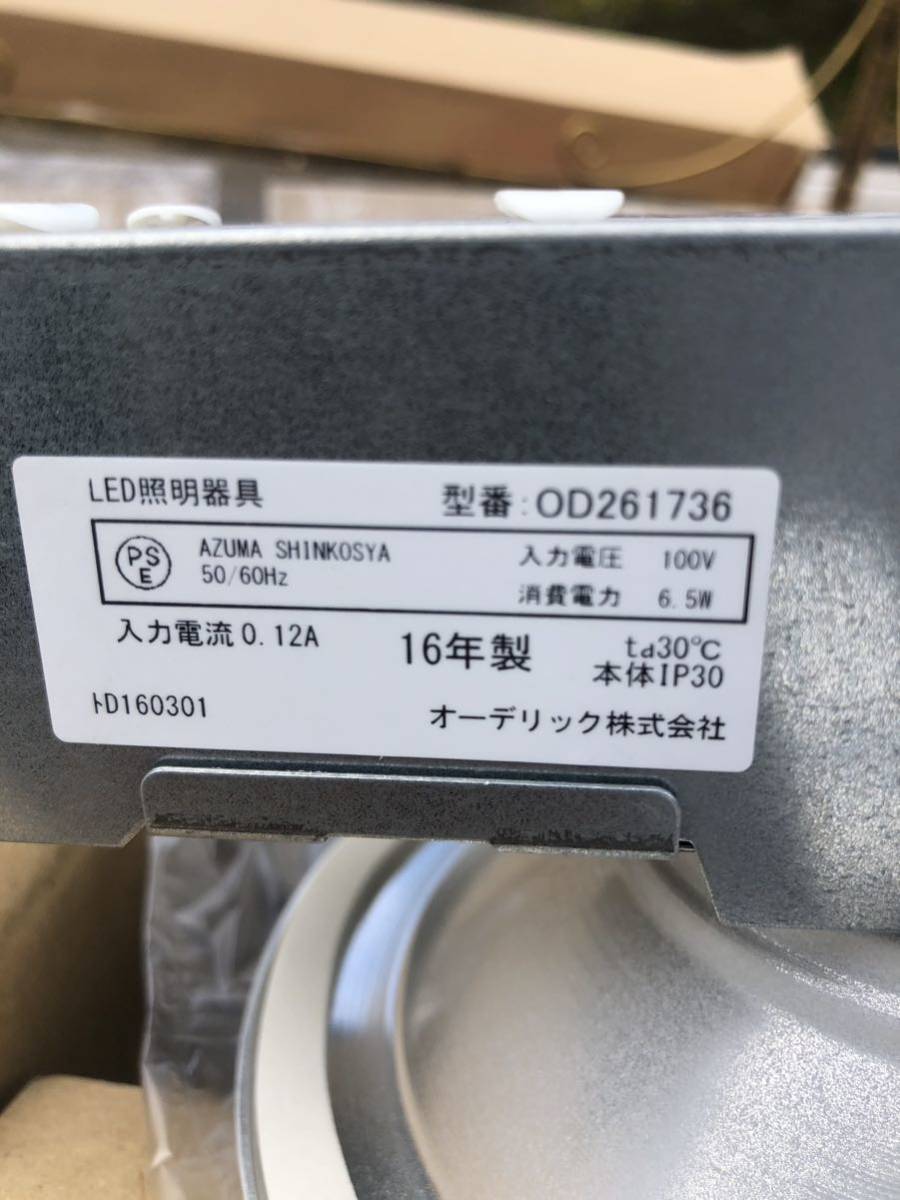 LED照明器具
型番:OD261736
PS
E
AZUMA SHINKOSYA
50/60Hz
入力電圧 100V
消費電力 6.5W
入力電流0.12A
16年製
td30℃
本体IP30
ﾄD160301
オーデリック株式会社